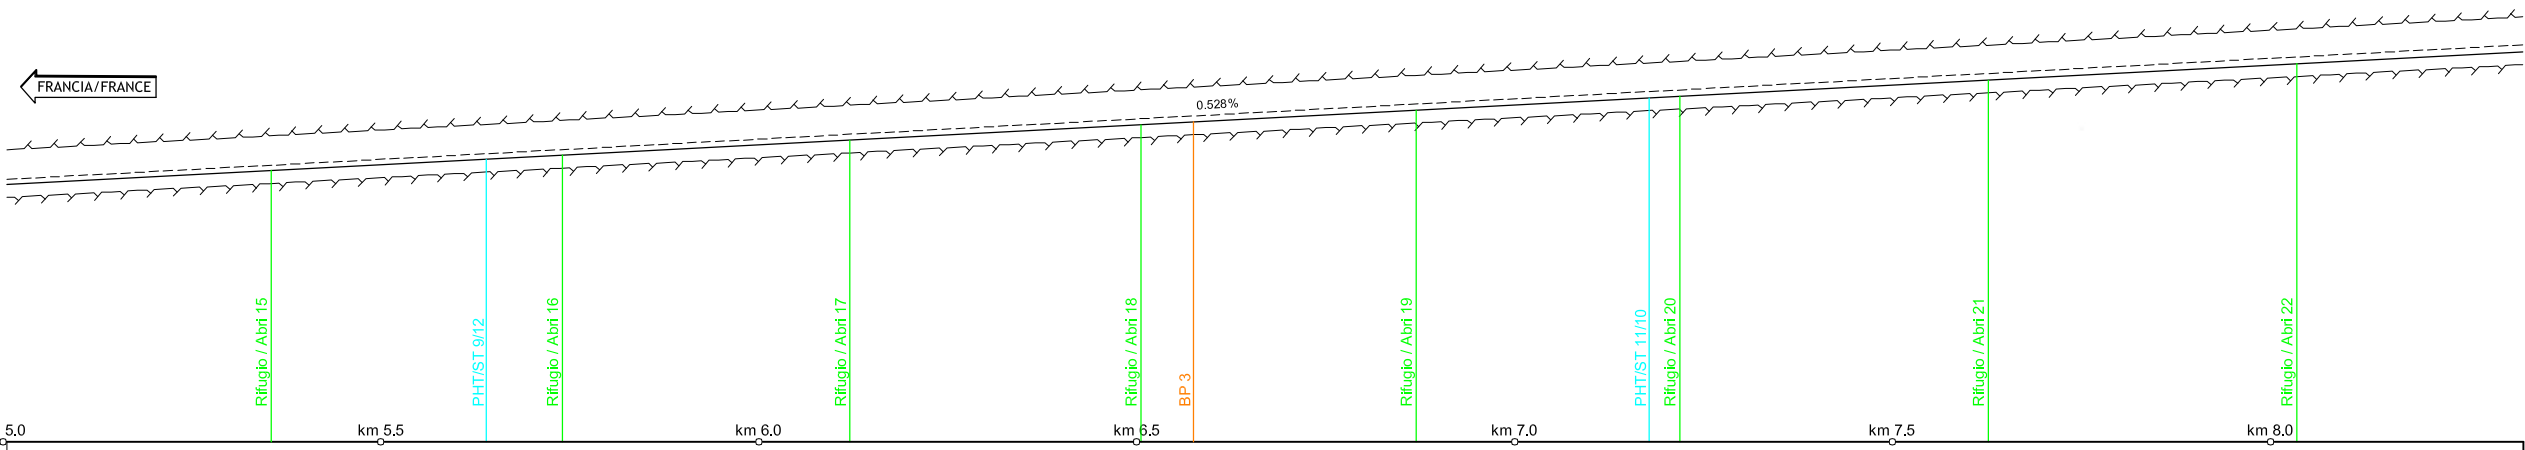 FRANCIA/FRANCE
0.528%
Rifugio / Abri 15
PHT/ST 9/12
Rifugio / Abri 16
Rifugio / Abri 17
Rifugio / Abri 18
BP 3
Rifugio / Abri 19
PHT/ST 11/10
Rifugio / Abri 20
Rifugio / Abri 21
Rifugio / Abri 22
5.0
km 5.5
km 6.0
km 6.5
km 7.0
km 7.5
km 8.0